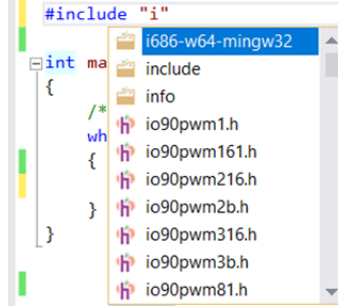 #include "i"
i686-w64-mingw32
int ma
include
{
info
/*
io90pwm1.h
wh
io90pwm161.h
{
io90pwm216.h
io90pwm2b.h
}
io90pwm316.h
}
io90pwm3b.h
io90pwm81.h